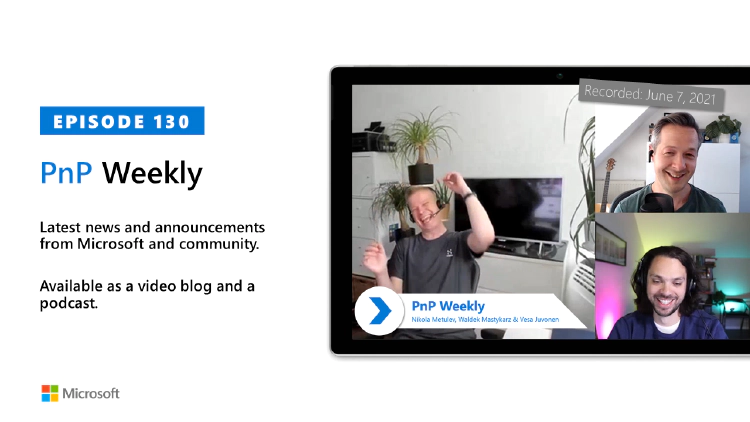 EPISODE 130
PnP Weekly
Latest news and announcements
from Microsoft and community.
Available as a video blog and a
podcast.
Microsoft
Recorded: June 7, 2021
PnP Weekly
Nikola Metulev, Waldek Mastykarz & Vesa Juvonen